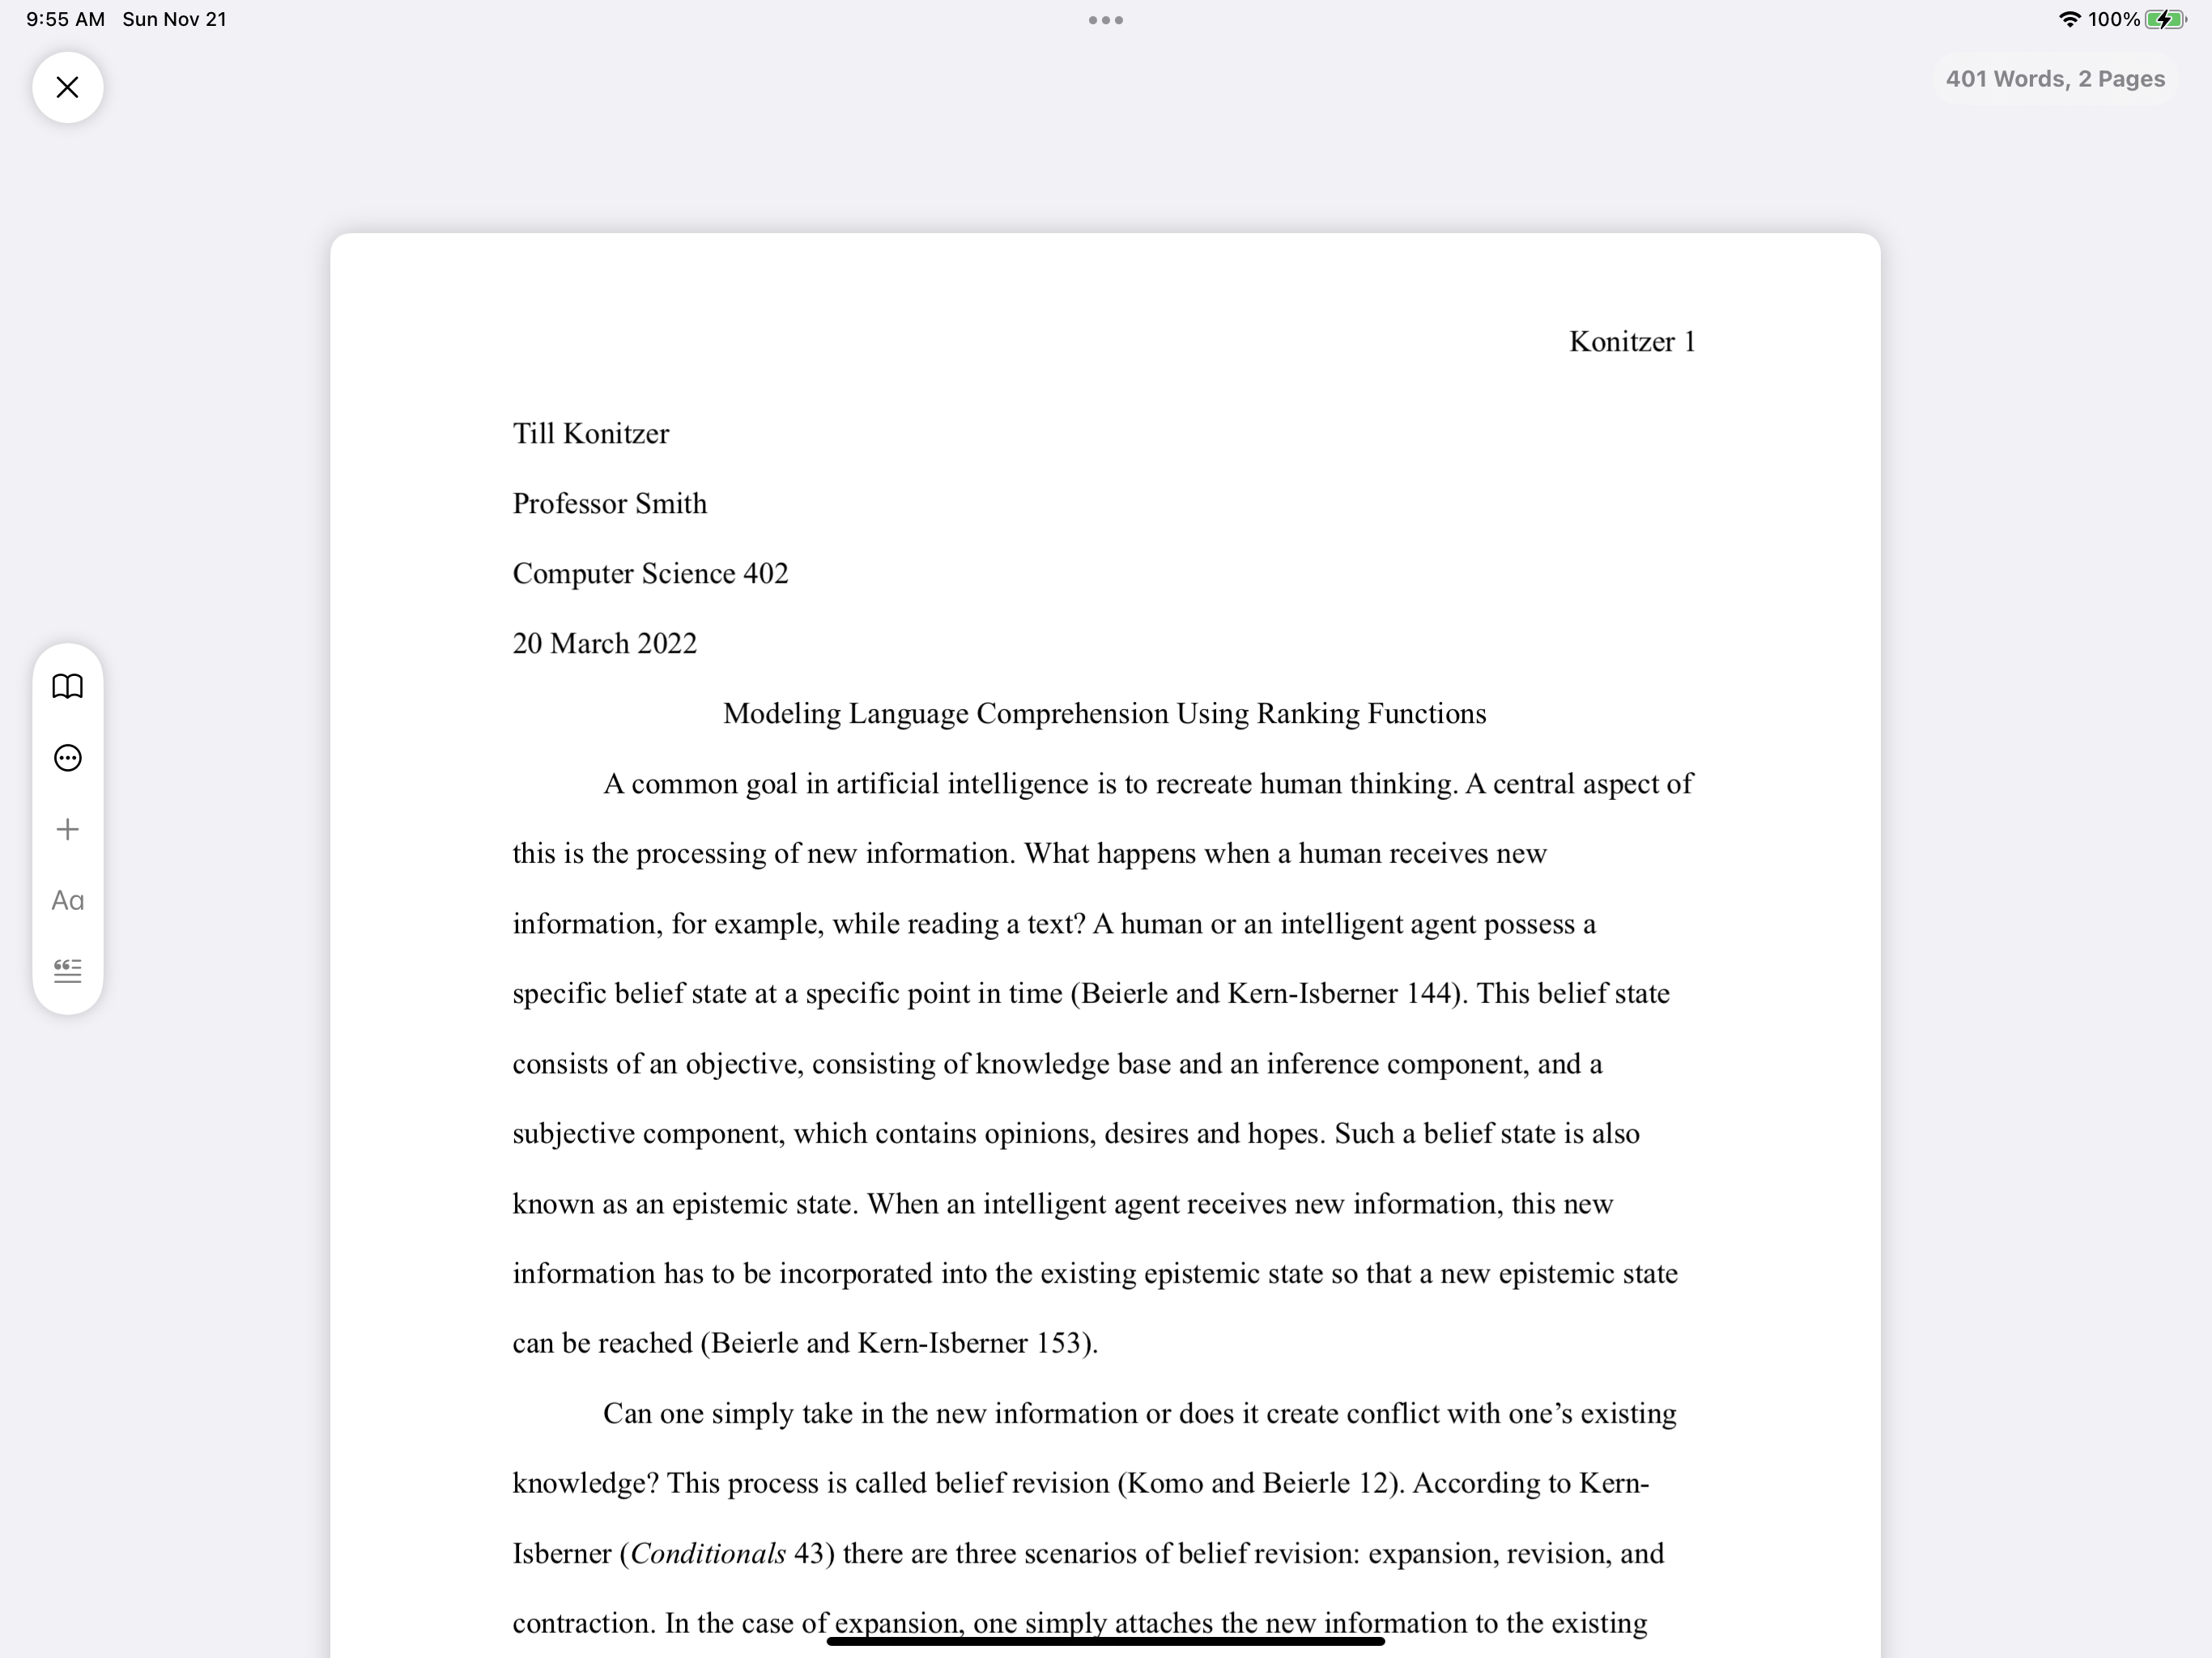 9:55 AM Sun Nov 21
100%
401 Words, 2 Pages
Konitzer 1
Till Konitzer
Professor Smith
Computer Science 402
20 March 2022
Modeling Language Comprehension Using Ranking Functions
A common goal in artificial intelligence is to recreate human thinking. A central aspect of
this is the processing of new information. What happens when a human receives new
information, for example, while reading a text? A human or an intelligent agent possess a
specific belief state at a specific point in time (Beierle and Kern-Isberner 144). This belief state
consists of an objective, consisting of knowledge base and an inference component, and a
subjective component, which contains opinions, desires and hopes. Such a belief state is also
known as an epistemic state. When an intelligent agent receives new information, this new
information has to be incorporated into the existing epistemic state so that a new epistemic state
can be reached (Beierle and Kern-Isberner 153).
Can one simply take in the new information or does it create conflict with one’s existing
knowledge? This process is called belief revision (Komo and Beierle 12). According to Kern-
Isberner (Conditionals 43) there are three scenarios of belief revision: expansion, revision, and
contraction. In the case of expansion, one simply attaches the new information to the existing
Aa